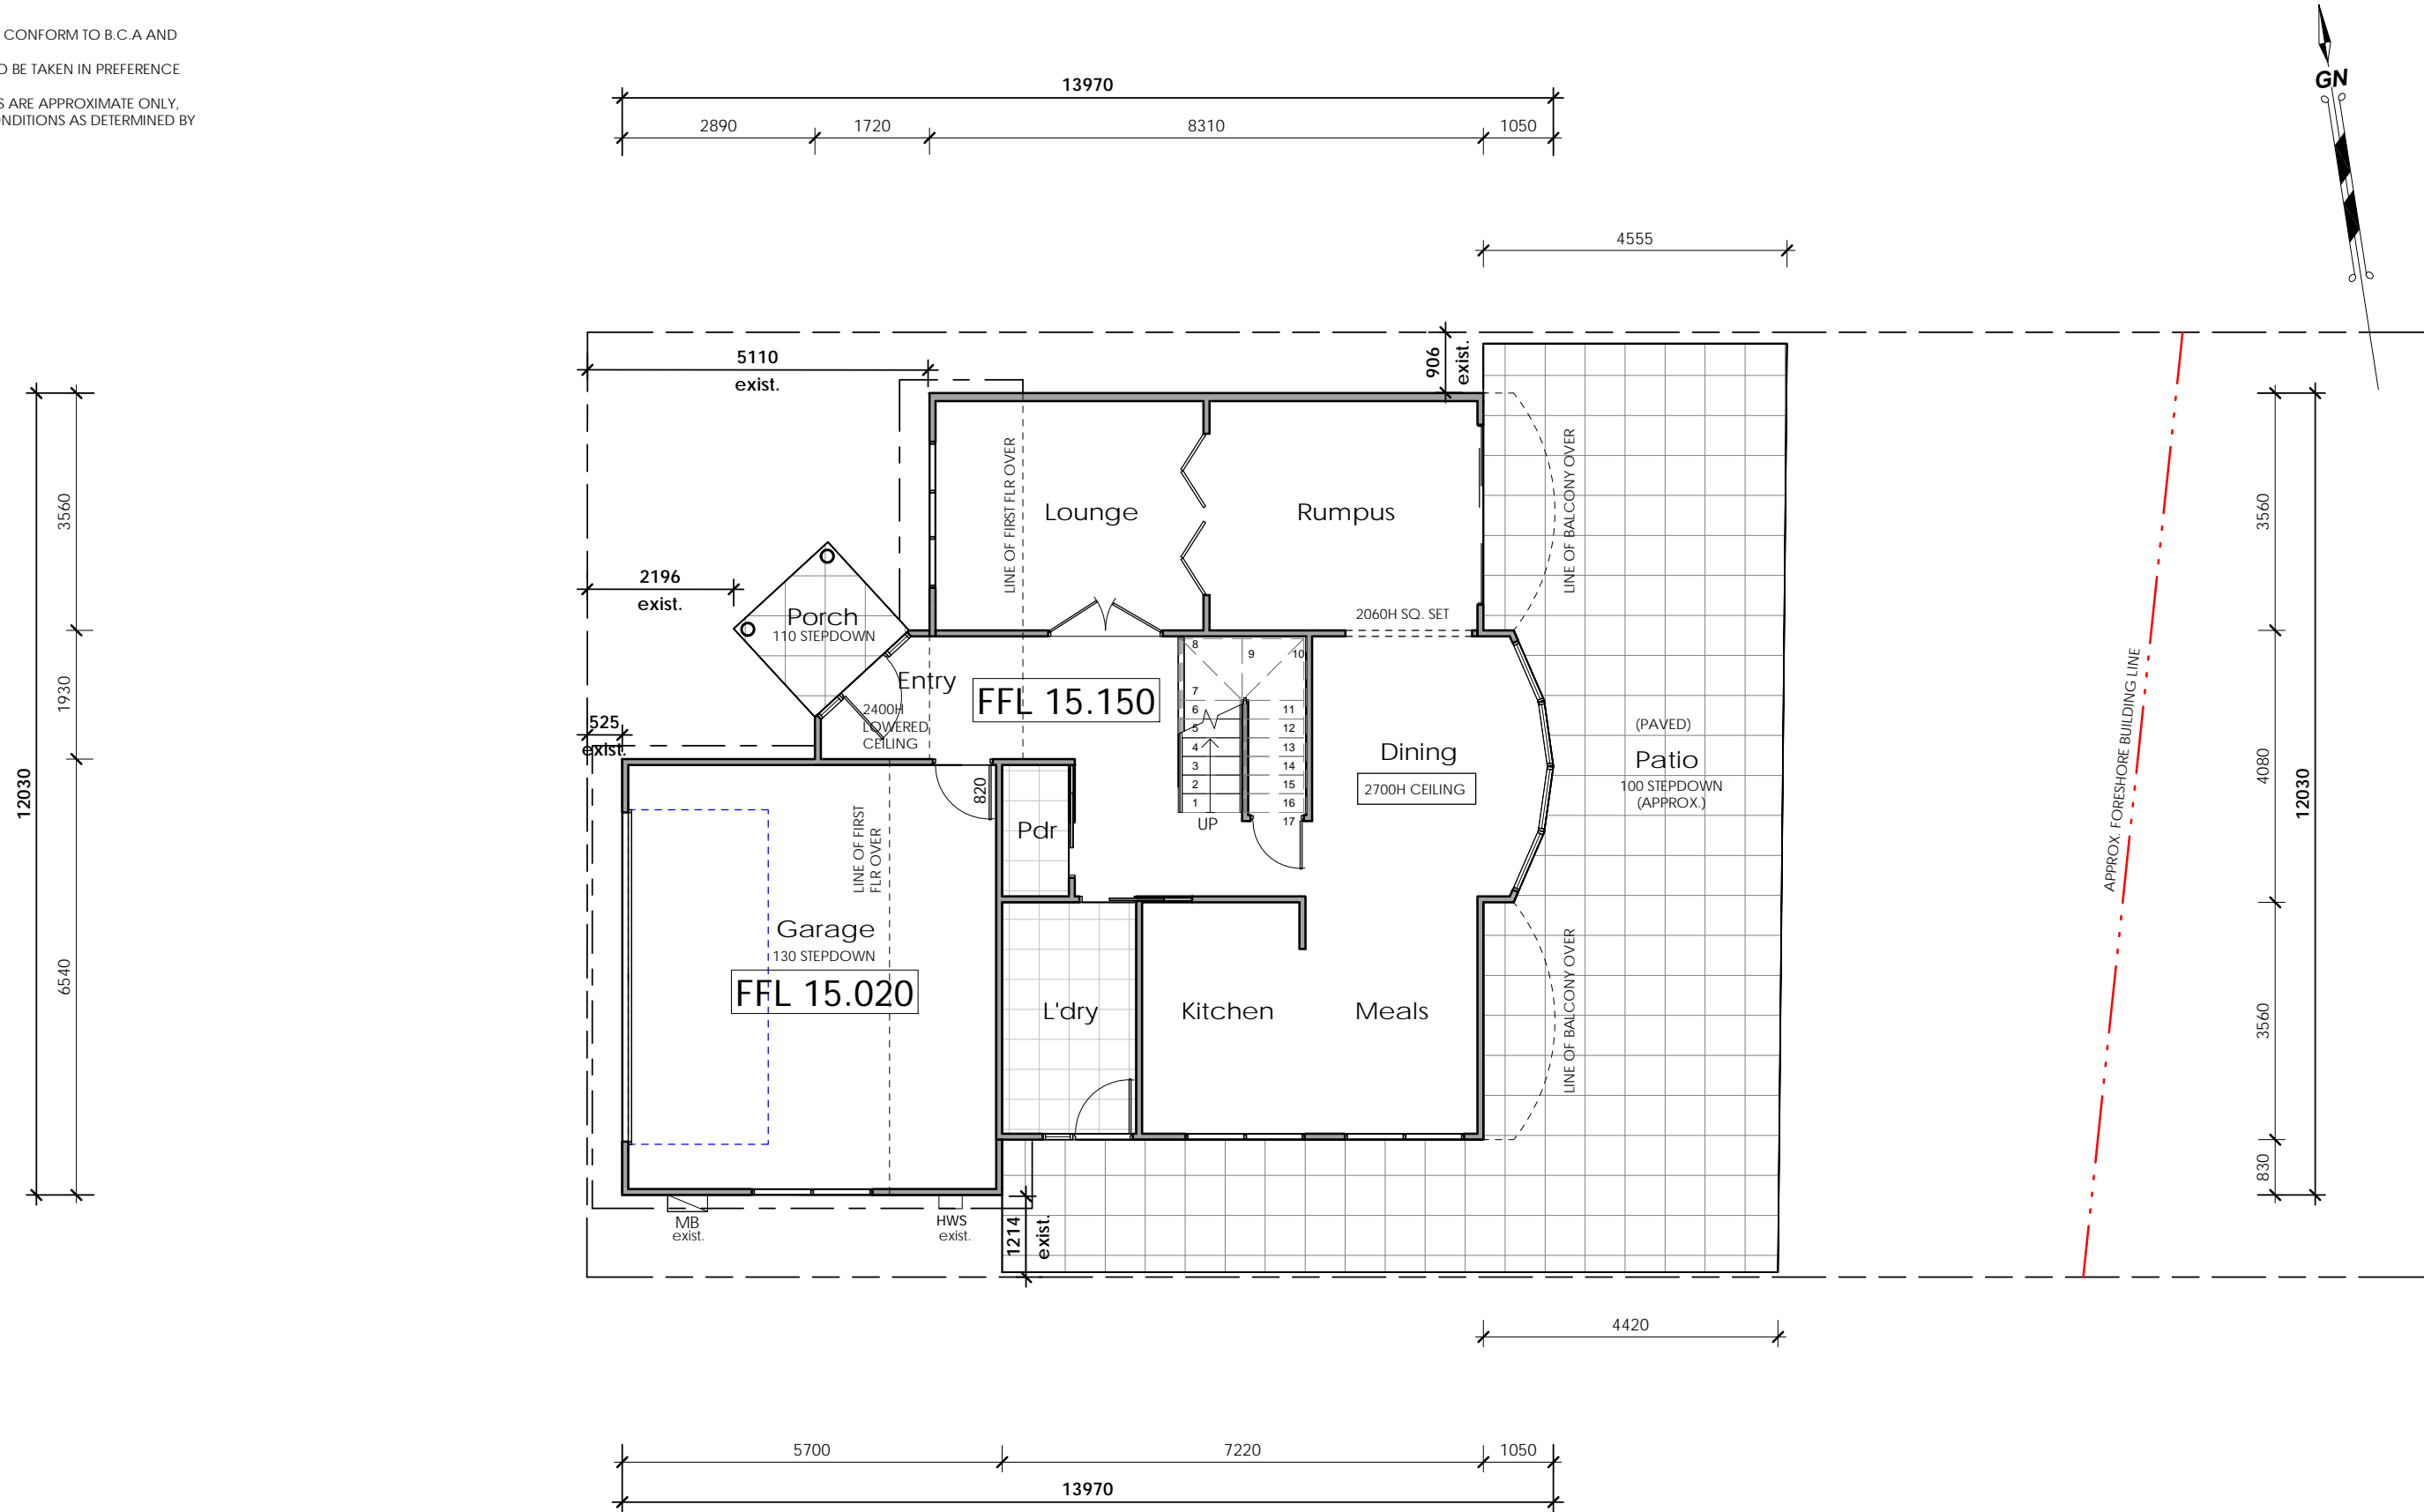 CONFORM TO B.C.A AND
O BE TAKEN IN PREFERENCE
S ARE APPROXIMATE ONLY,
ONDITIONS AS DETERMINED BY
GN
13970
2890
1720
8310
1050
4555
5110
exist.
906
exist.
2196
exist.
525
exist.
12030
3560
1930
6540
LINE OF FIRST FLR OVER
Lounge
Rumpus
LINE OF BALCONY OVER
Porch
110 STEPDOWN
2060H SQ. SET
Entry
FFL 15.150
2400H
LOWERED
CEILING
8
9
10
7
6
5
4
3
2
1
11
12
13
14
15
16
17
UP
Dining
2700H CEILING
(PAVED)
Patio
100 STEPDOWN
(APPROX.)
APPROX. FORESHORE BUILDING LINE
820
Pdr
LINE OF FIRST
FLR OVER
Garage
130 STEPDOWN
FFL 15.020
L'dry
Kitchen
Meals
LINE OF BALCONY OVER
MB
exist.
HWS
exist.
1214
exist.
3560
4080
3560
830
12030
4420
5700
7220
1050
13970